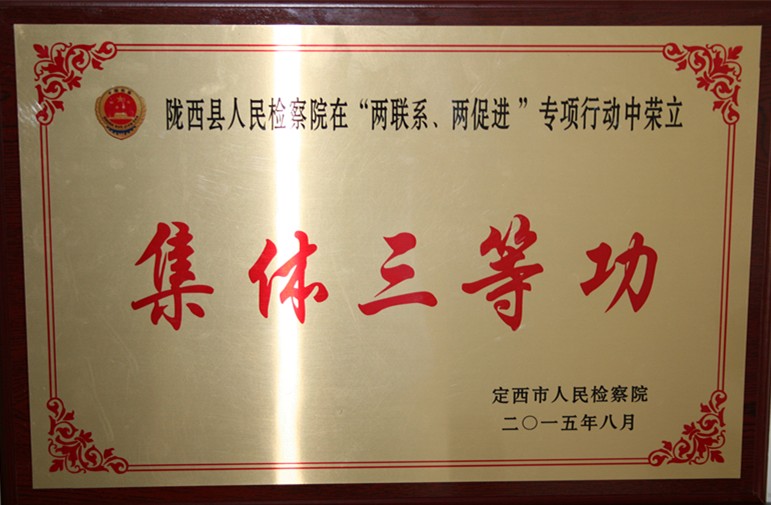 陇西县人民检察院在“两联系、两促进”专项行动中荣立
集体三等功
定西市人民检察院
二〇一五年八月